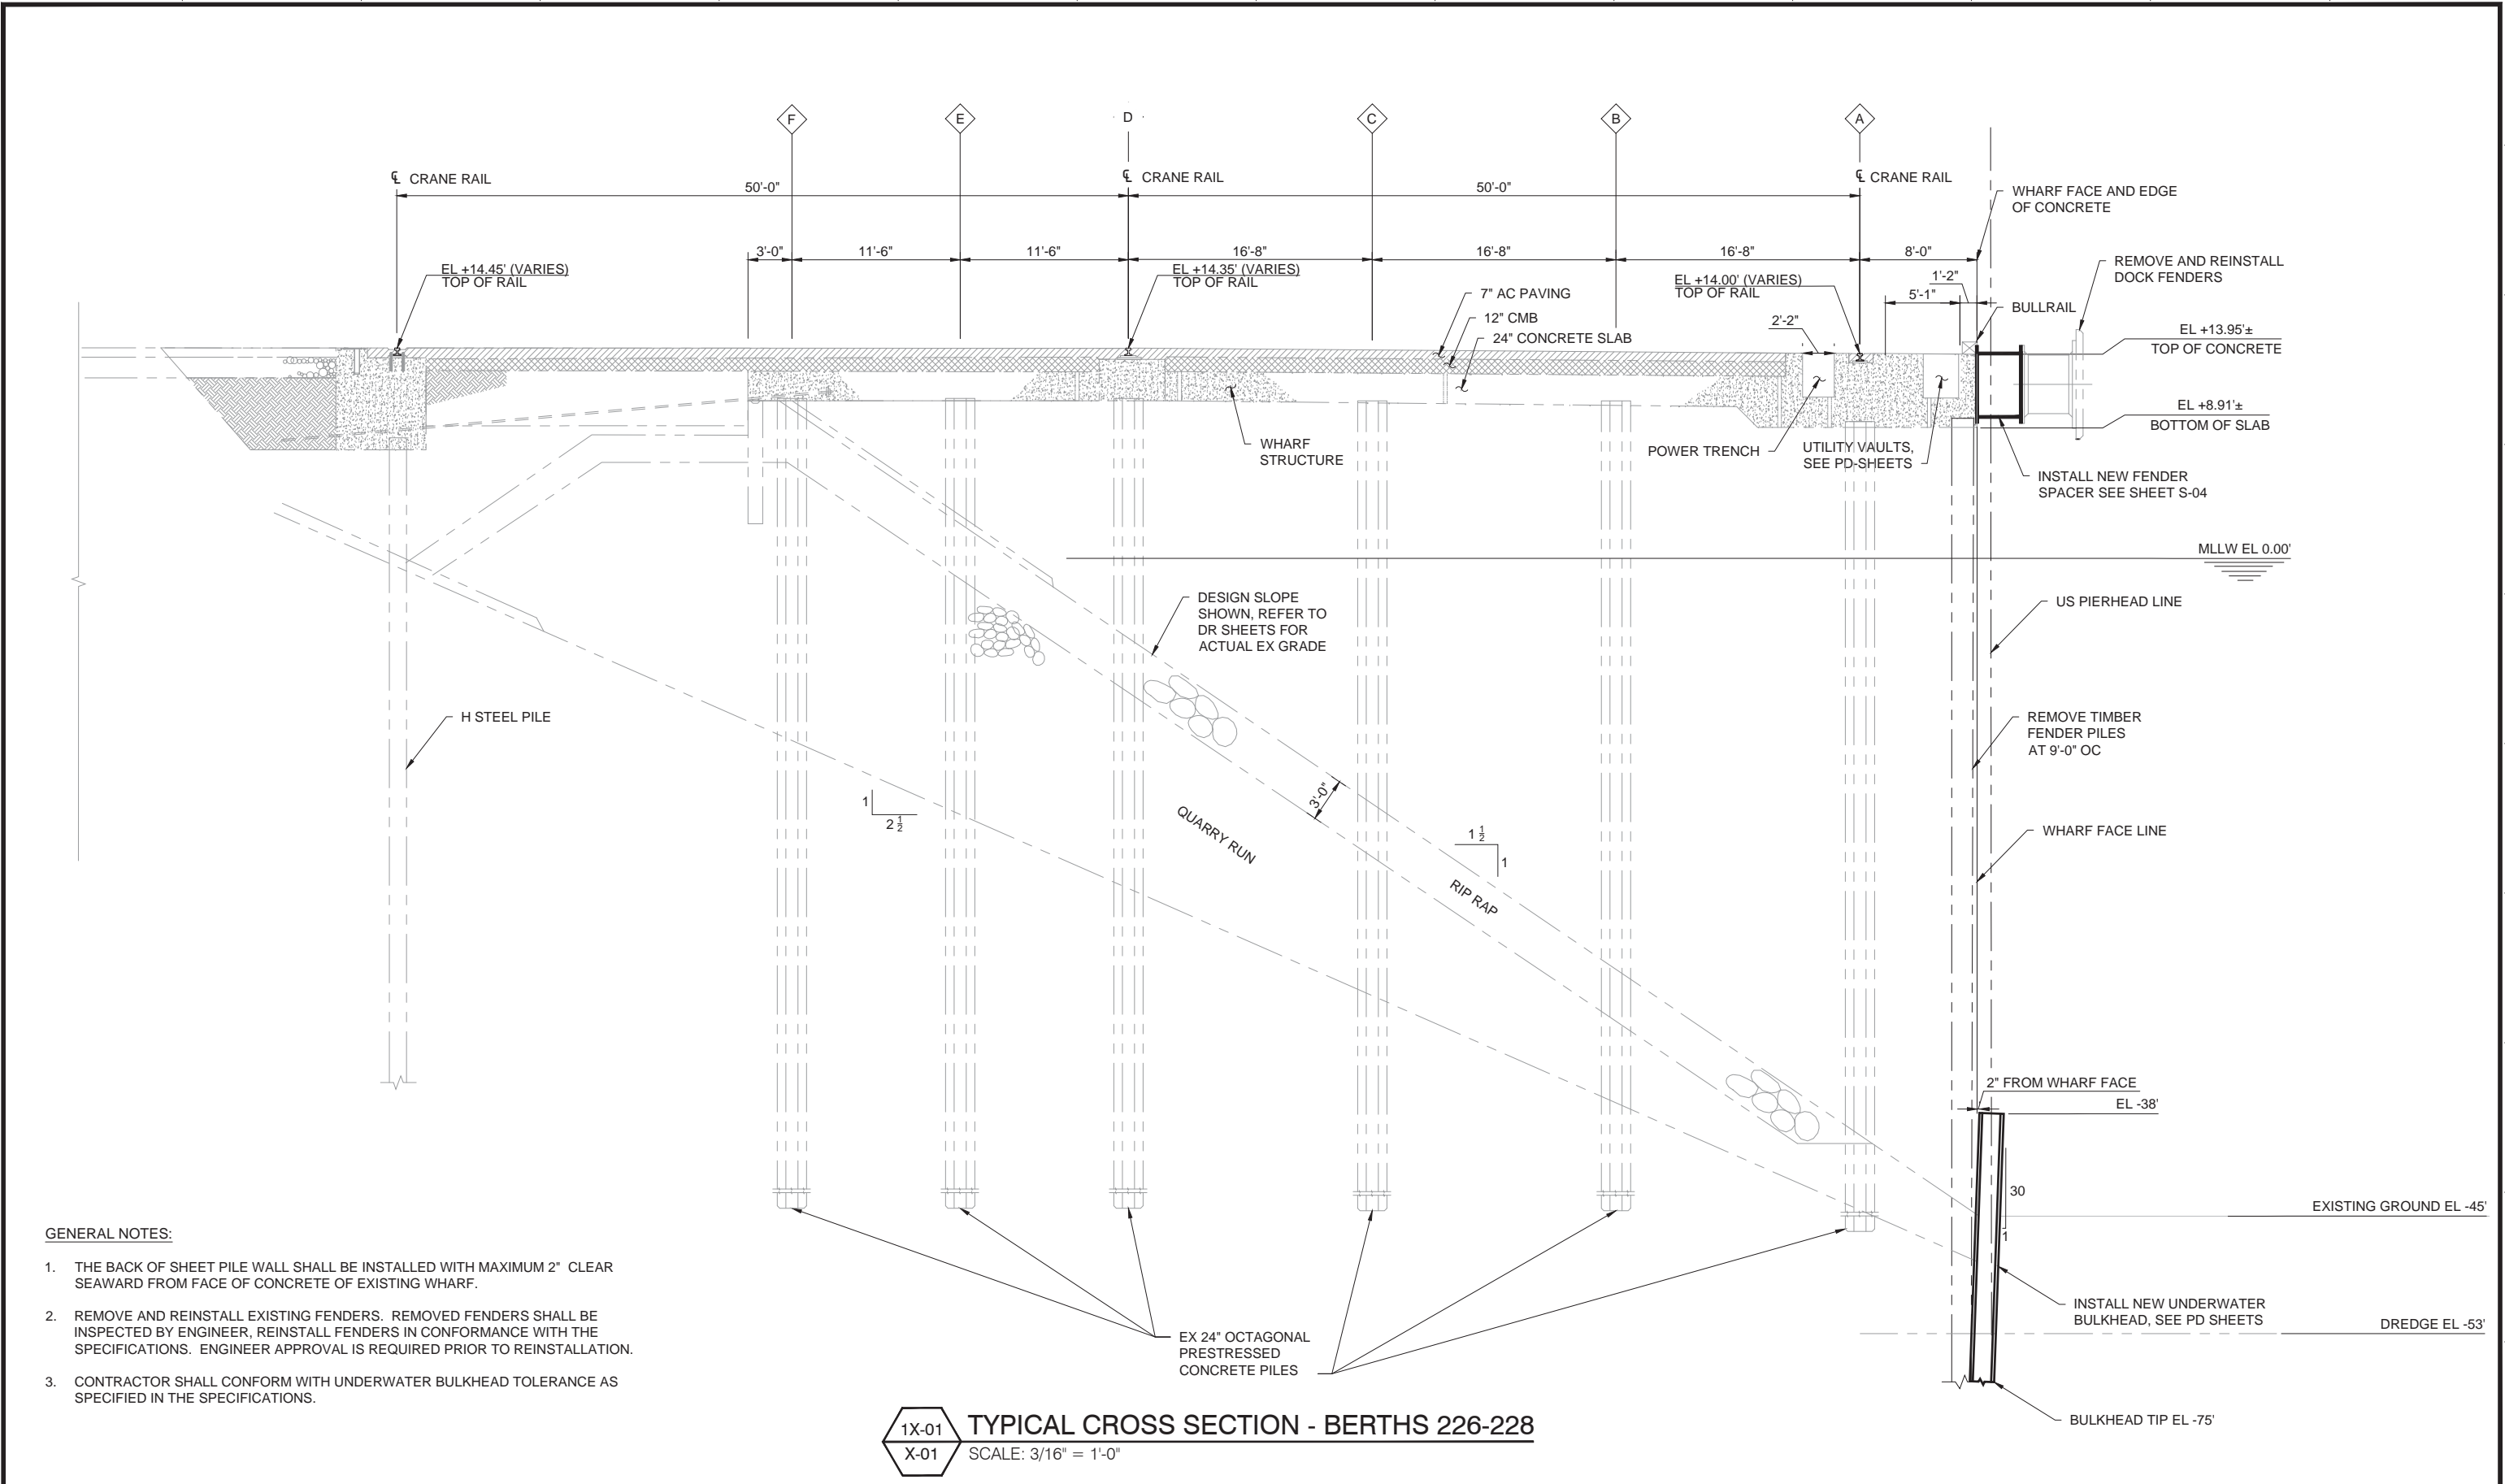 F
E
D
C
B
A
℄ CRANE RAIL
℄ CRANE RAIL
℄ CRANE RAIL
50'-0"
50'-0"
WHARF FACE AND EDGE
OF CONCRETE
3'-0"
11'-6"
11'-6"
16'-8"
16'-8"
16'-8"
8'-0"
EL +14.45' (VARIES)
TOP OF RAIL
EL +14.35' (VARIES)
TOP OF RAIL
EL +14.00' (VARIES)
TOP OF RAIL
7" AC PAVING
12" CMB
24" CONCRETE SLAB
2'-2"
5'-1"
1'-2"
REMOVE AND REINSTALL
DOCK FENDERS
BULLRAIL
EL +13.95'±
TOP OF CONCRETE
EL +8.91'±
BOTTOM OF SLAB
WHARF
STRUCTURE
POWER TRENCH
UTILITY VAULTS,
SEE PD-SHEETS
INSTALL NEW FENDER
SPACER SEE SHEET S-04
MLLW EL 0.00'
DESIGN SLOPE
SHOWN, REFER TO
DR SHEETS FOR
ACTUAL EX GRADE
US PIERHEAD LINE
H STEEL PILE
REMOVE TIMBER
FENDER PILES
AT 9'-0" OC
1
2 1/2
3'-0"
QUARRY RUN
1 1/2
1
RIP RAP
WHARF FACE LINE
2" FROM WHARF FACE
EL -38'
30
1
EXISTING GROUND EL -45'
INSTALL NEW UNDERWATER
BULKHEAD, SEE PD SHEETS
DREDGE EL -53'
BULKHEAD TIP EL -75'
EX 24" OCTAGONAL
PRESTRESSED
CONCRETE PILES
GENERAL NOTES:
1. THE BACK OF SHEET PILE WALL SHALL BE INSTALLED WITH MAXIMUM 2" CLEAR
SEAWARD FROM FACE OF CONCRETE OF EXISTING WHARF.
2. REMOVE AND REINSTALL EXISTING FENDERS. REMOVED FENDERS SHALL BE
INSPECTED BY ENGINEER, REINSTALL FENDERS IN CONFORMANCE WITH THE
SPECIFICATIONS. ENGINEER APPROVAL IS REQUIRED PRIOR TO REINSTALLATION.
3. CONTRACTOR SHALL CONFORM WITH UNDERWATER BULKHEAD TOLERANCE AS
SPECIFIED IN THE SPECIFICATIONS.
1X-01
X-01
TYPICAL CROSS SECTION - BERTHS 226-228
SCALE: 3/16" = 1'-0"